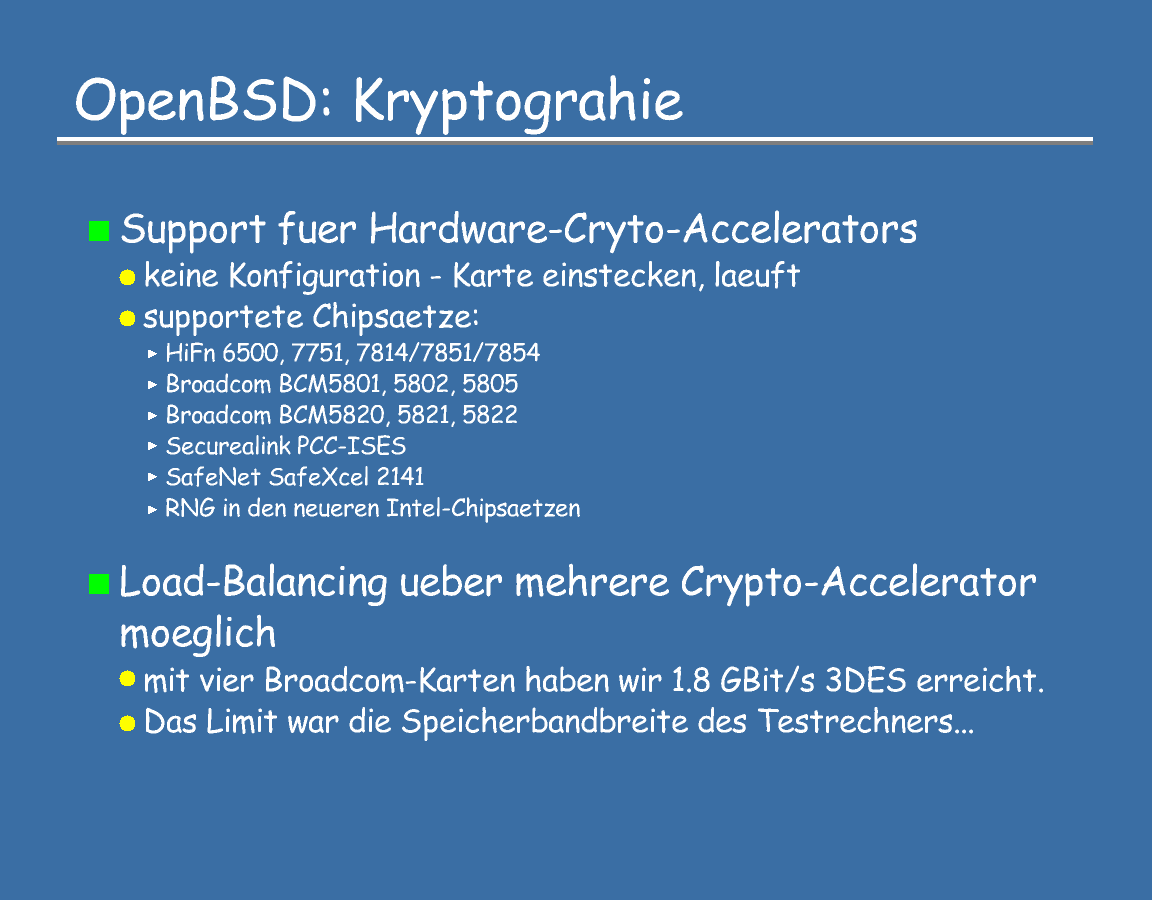 OpenBSD: Kryptograhie
Support fuer Hardware-Cryto-Accelerators
keine Konfiguration - Karte einstecken, laeuft
supportete Chipsaetze:
HiFn 6500, 7751, 7814/7851/7854
Broadcom BCM5801, 5802, 5805
Broadcom BCM5820, 5821, 5822
Securealink PCC-ISES
SafeNet SafeXcel 2141
RNG in den neueren Intel-Chipsaetzen
Load-Balancing ueber mehrere Crypto-Accelerator
moeglich
mit vier Broadcom-Karten haben wir 1.8 GBit/s 3DES erreicht.
Das Limit war die Speicherbandbreite des Testrechners...